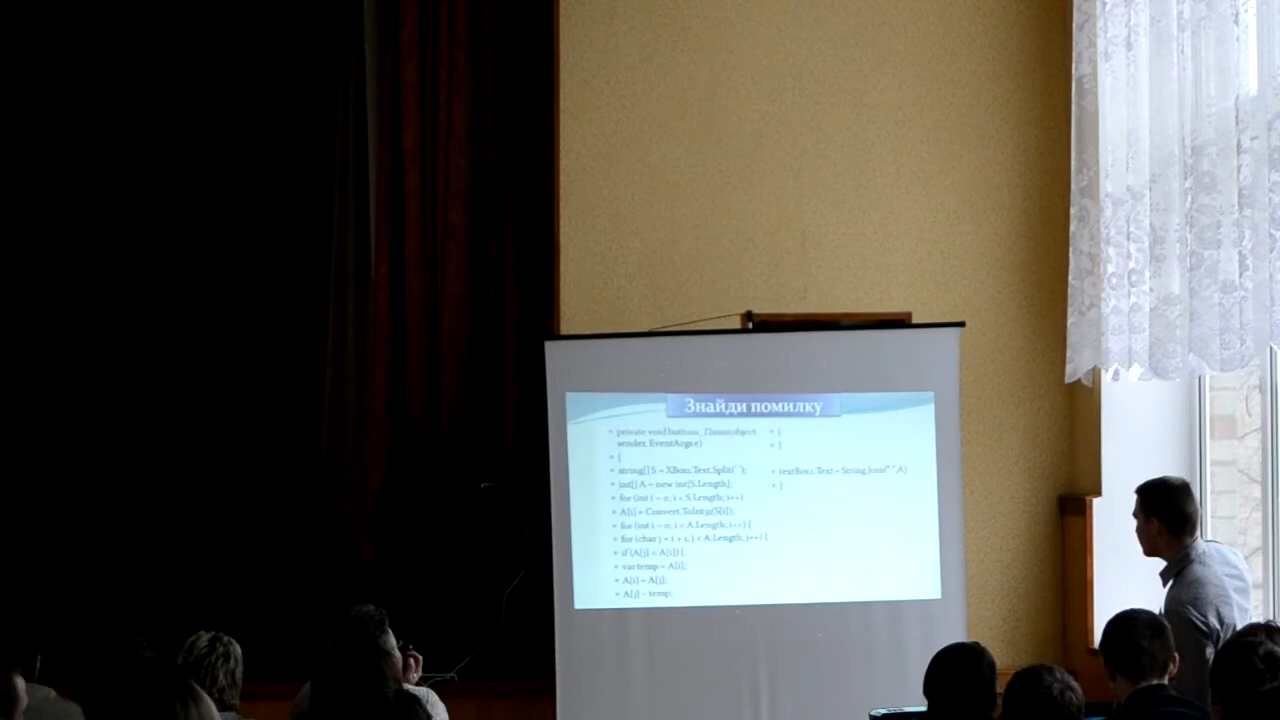 Знайди помилку
private void button1_Click(object
sender, EventArgs e)
{
string[] S = XBox1.Text.Split(' ');
int[] A = new int[S.Length];
for (int i = 0; i < S.Length; i++)
A[i] = Convert.ToInt32(S[i]);
for (int i = 0; i < A.Length; i++) {
for (char j = i + 1; j < A.Length; j++) {
if (A[j] < A[i]) {
var temp = A[i];
A[i] = A[j];
A[j] = temp;
}
}
textBox1.Text = String.Join(" ",A)
}